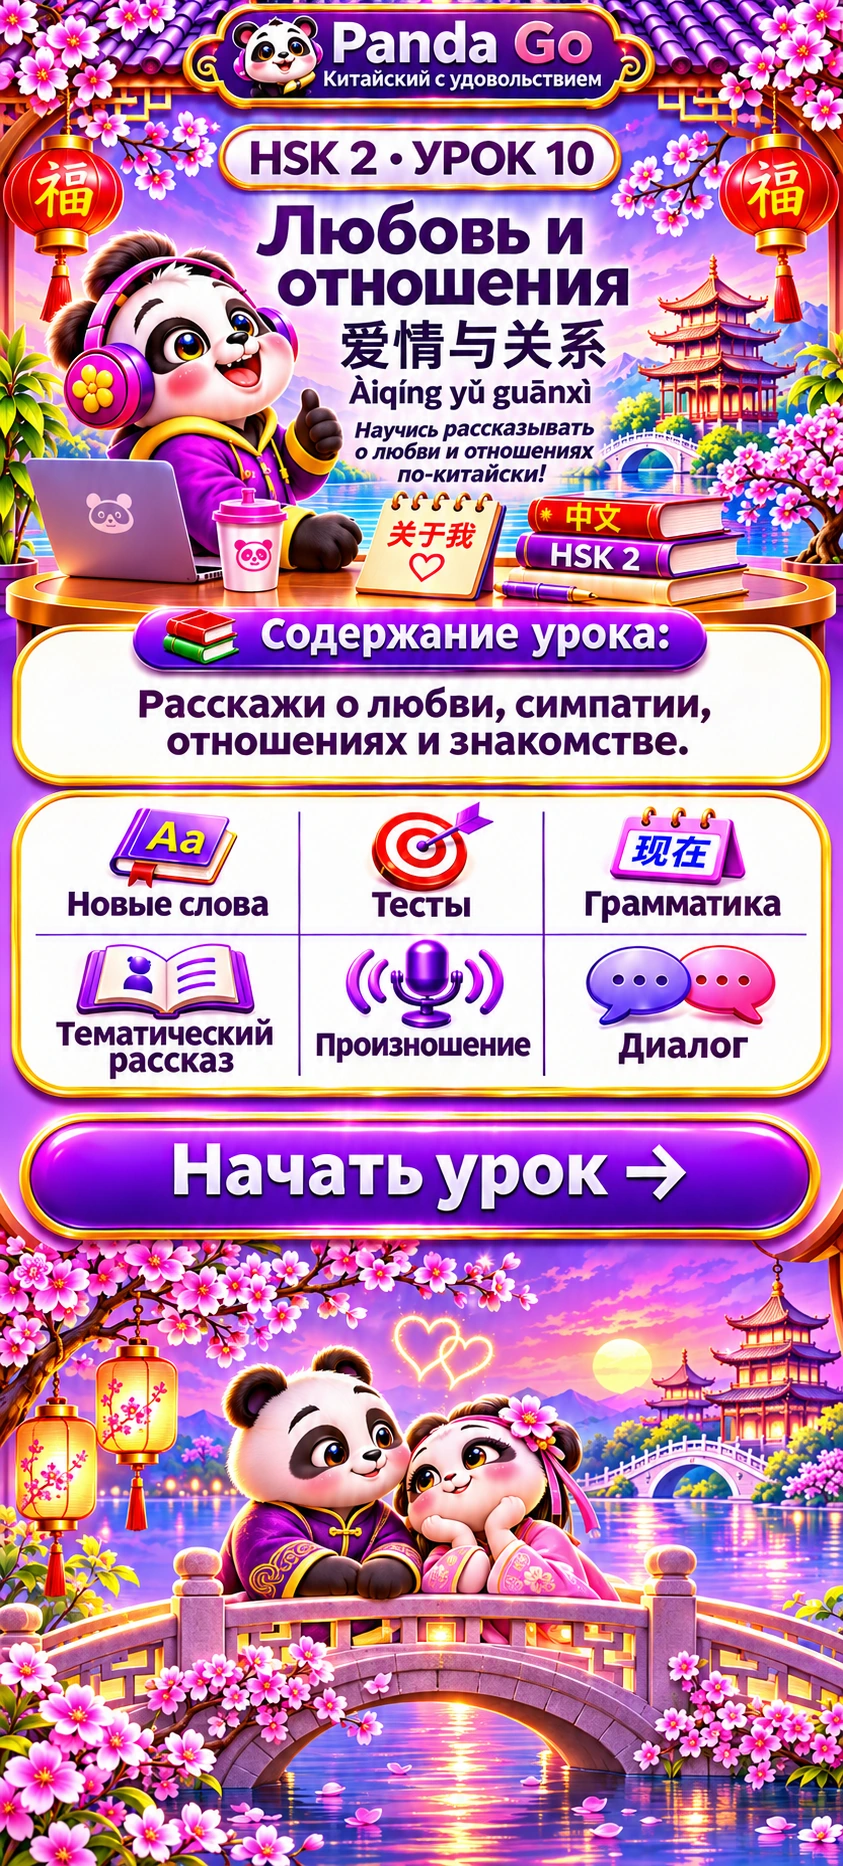 Panda Go
Китайский с удовольствием
HSK 2 • УРОК 10
福
福
Любовь и
отношения
爱情与关系
Àiqíng yǔ guānxì
Научись рассказывать
о любви и отношениях
по-китайски!
关于我
中文
HSK 2
Содержание урока:
Расскажи о любви, симпатии,
отношениях и знакомстве.
Aa
现在
Новые слова
Тесты
Грамматика
Тематический
рассказ
Произношение
Диалог
Начать урок →